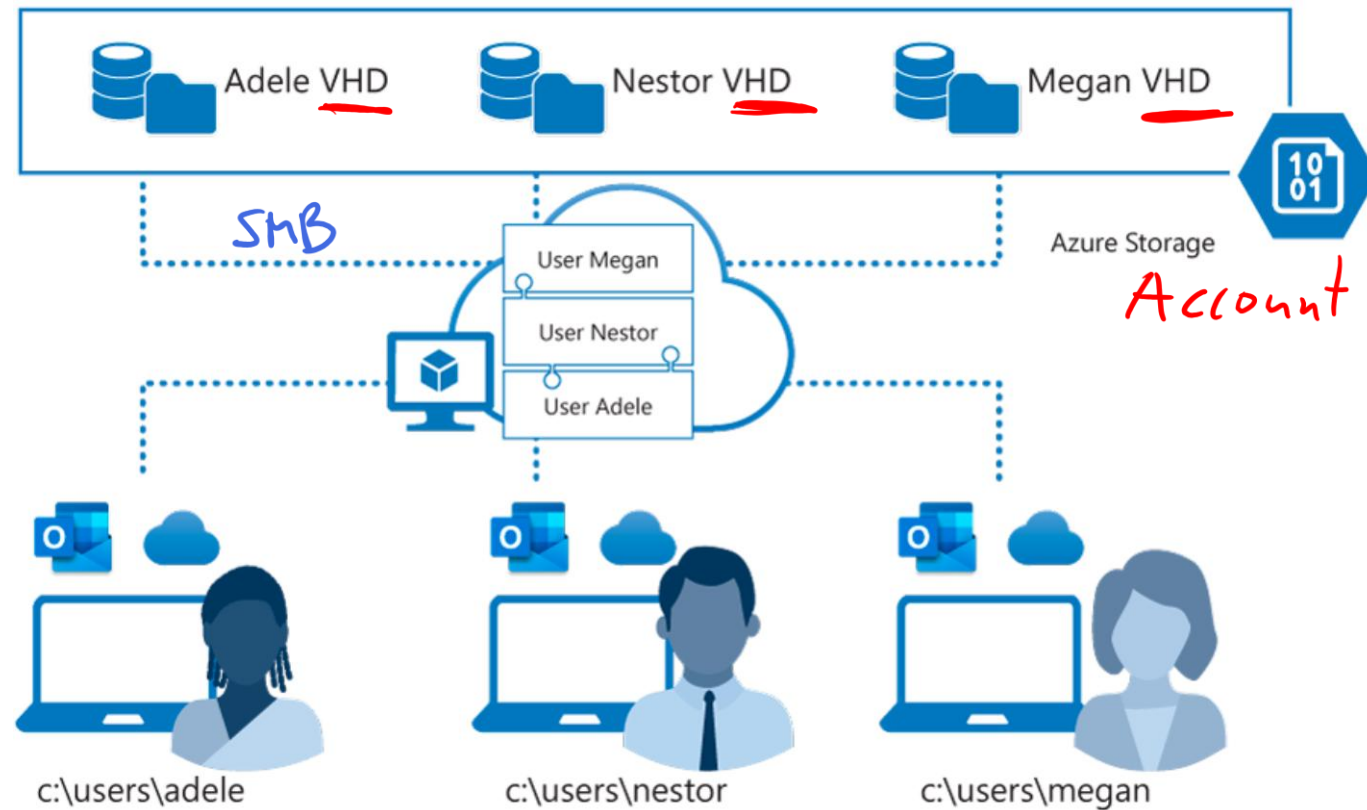 Adele VHD
Nestor VHD
Megan VHD
10
01
SMB
Azure Storage
Account
User Megan
User Nestor
User Adele
O
O
O
c:\users\adele
c:\users\nestor
c:\users\megan